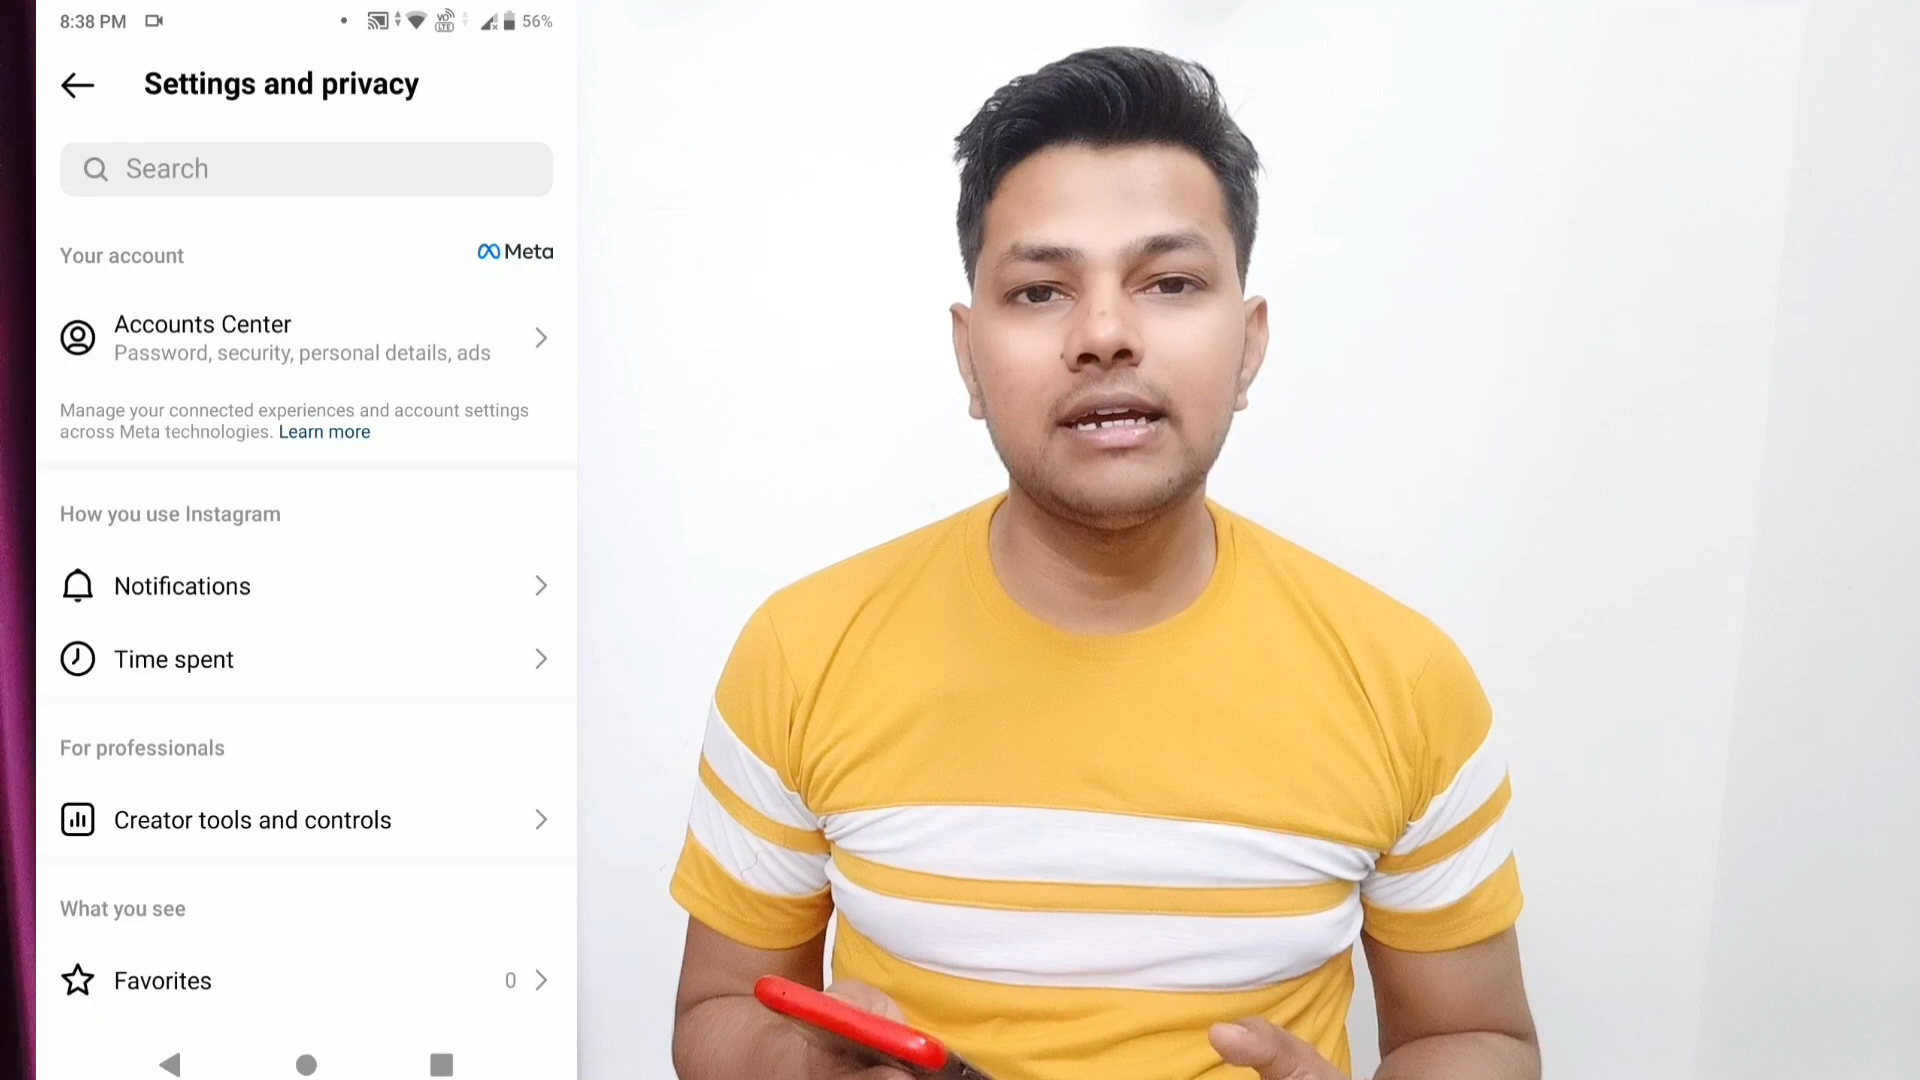 8:38 PM
VO
LTE
56%
Settings and privacy
Search
Your account
Meta
Accounts Center
Password, security, personal details, ads
Manage your connected experiences and account settings
across Meta technologies. Learn more
How you use Instagram
Notifications
Time spent
For professionals
Creator tools and controls
What you see
Favorites
0